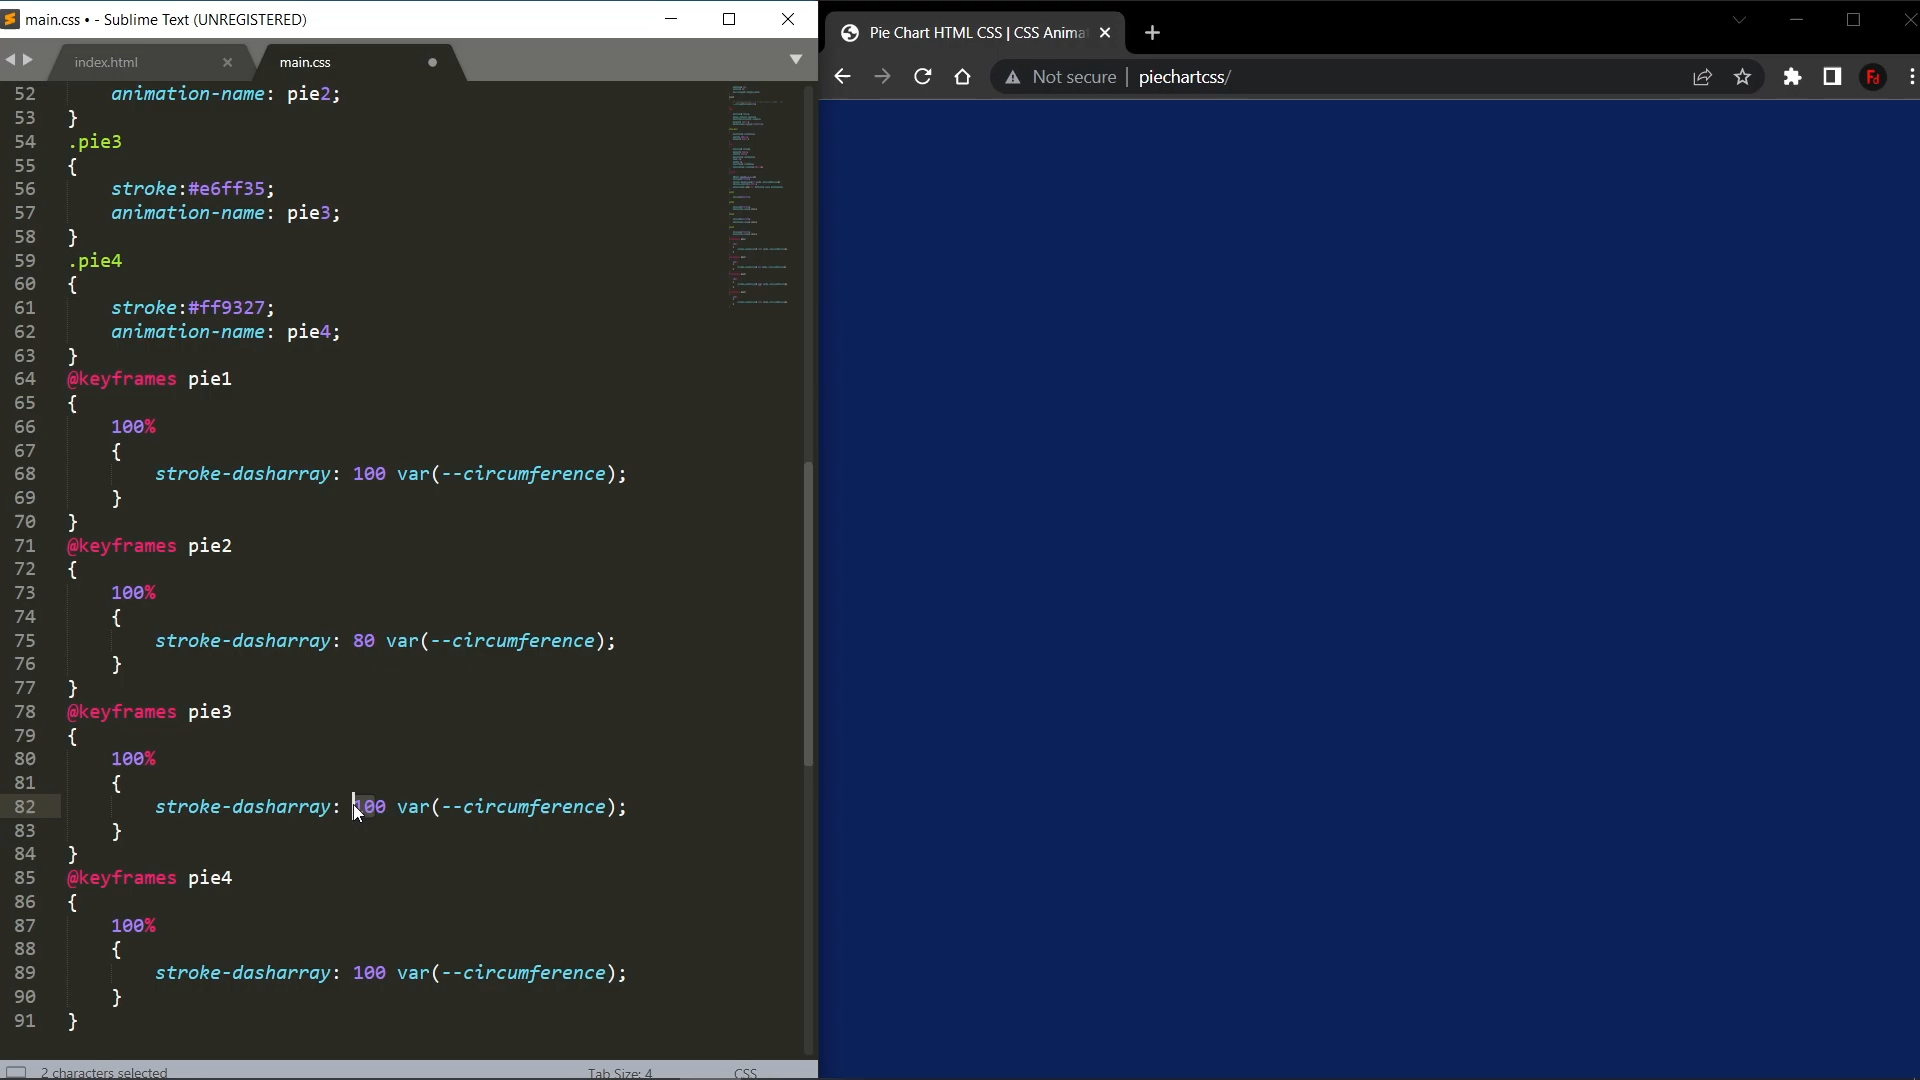 main.css • - Sublime Text (UNREGISTERED)
index.html
main.css
52 animation-name: pie2;
53 }
54 .pie3
55 {
56 stroke:#e6ff35;
57 animation-name: pie3;
58 }
59 .pie4
60 {
61 stroke:#ff9327;
62 animation-name: pie4;
63 }
64 @keyframes pie1
65 {
66 100%
67 {
68 stroke-dasharray: 100 var(--circumference);
69 }
70 }
71 @keyframes pie2
72 {
73 100%
74 {
75 stroke-dasharray: 80 var(--circumference);
76 }
77 }
78 @keyframes pie3
79 {
80 100%
81 {
82 stroke-dasharray: 100 var(--circumference);
83 }
84 }
85 @keyframes pie4
86 {
87 100%
88 {
89 stroke-dasharray: 100 var(--circumference);
90 }
91 }
2 characters selected
Tab Size: 4
CSS
Pie Chart HTML CSS | CSS Anima
Not secure | piechartcss/
Fd